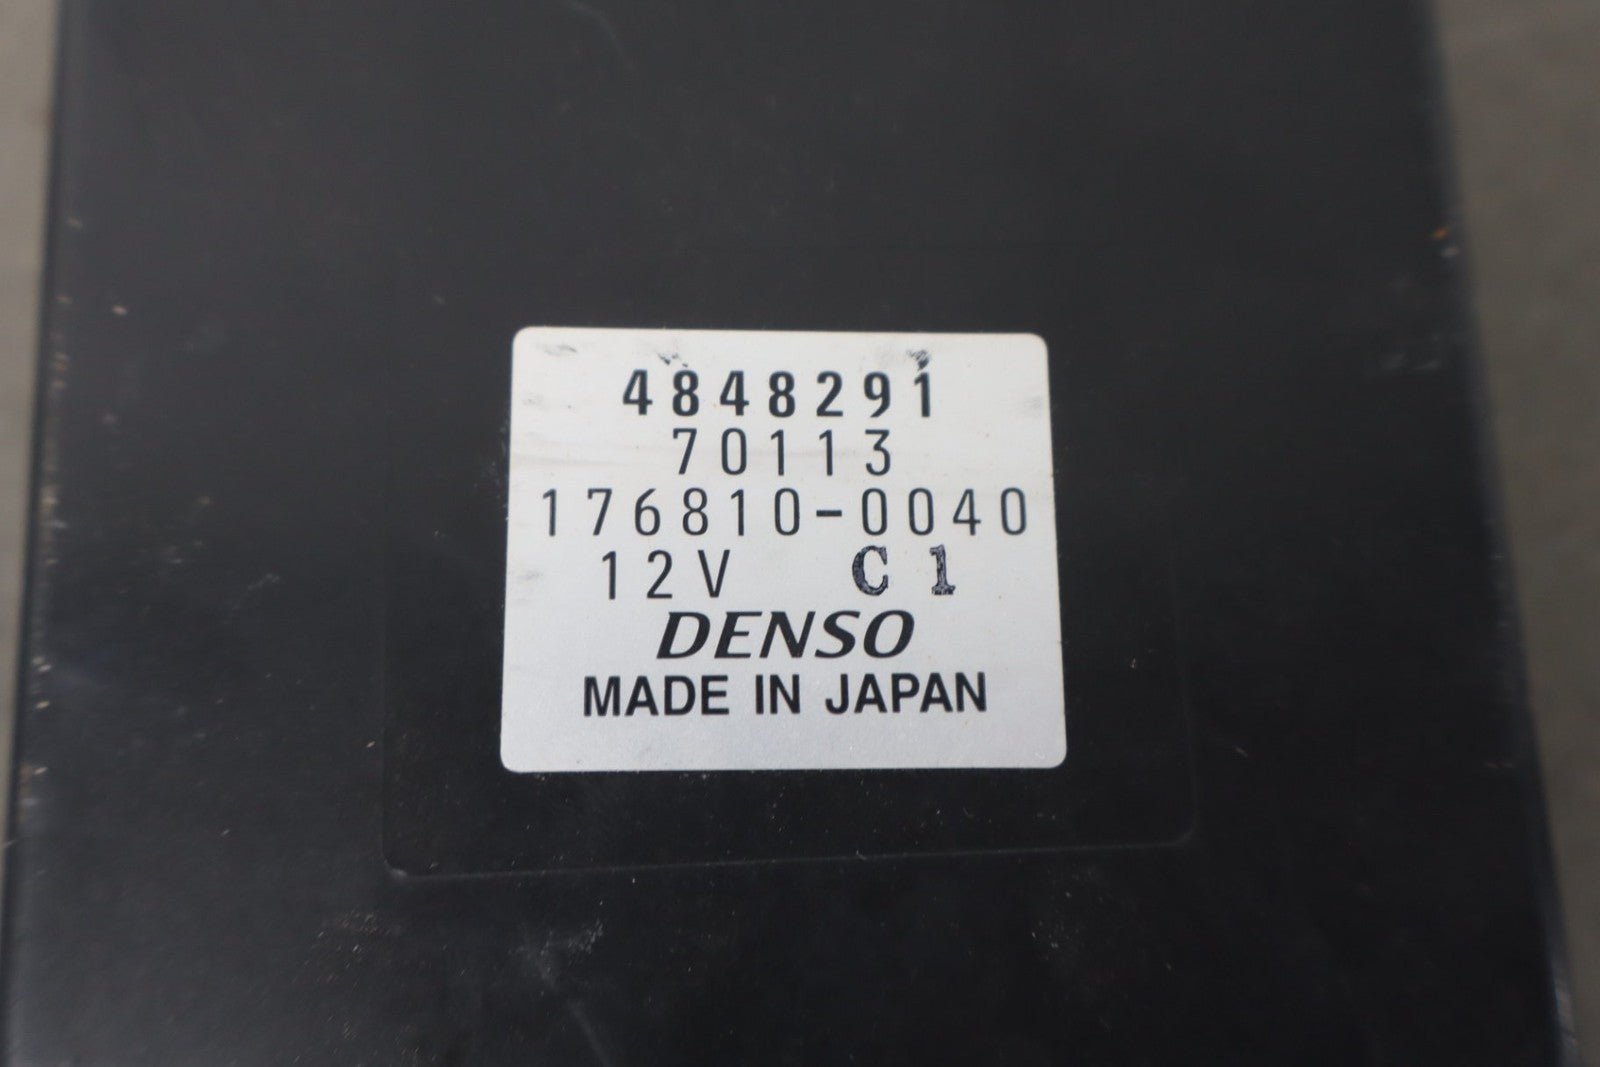 4848291
70113
176810-0040
12V C1
DENSO
MADE IN JAPAN